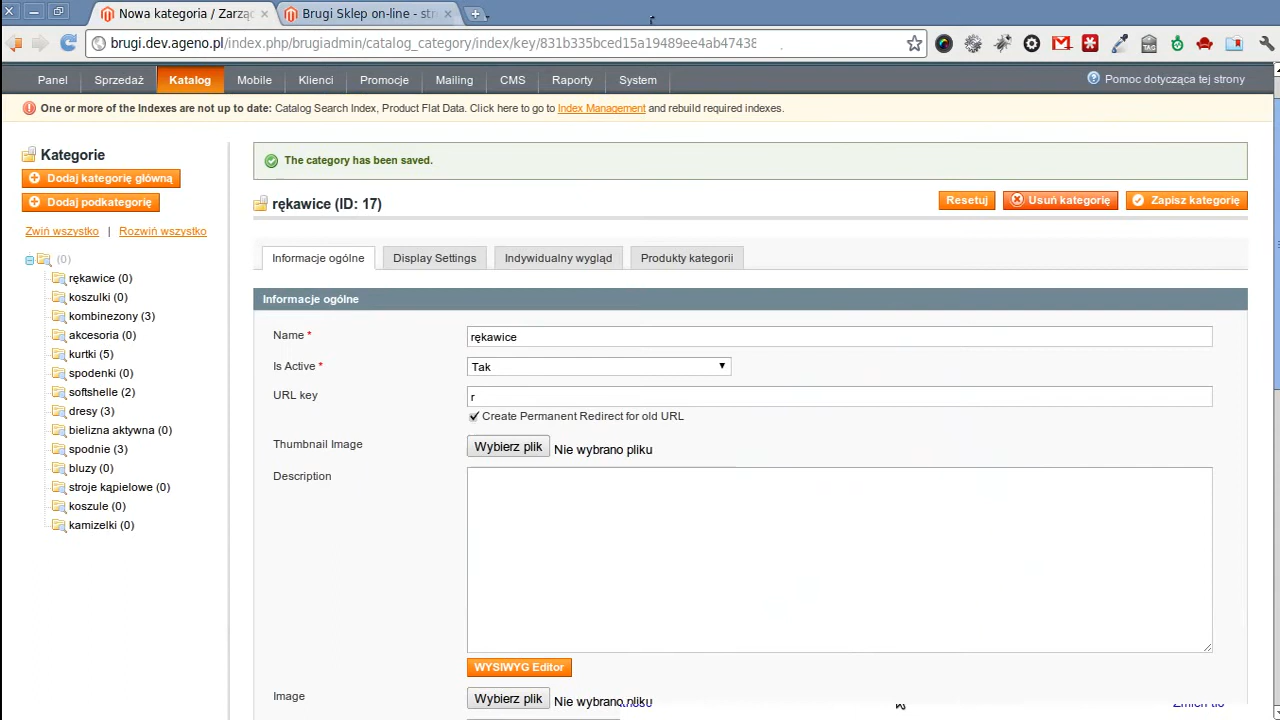 Nowa kategoria / Zarząc
Brugi Sklep on-line - str
brugi.dev.ageno.pl/index.php/brugiadmin/catalog_category/index/key/831b335bced15a19489ee4ab47438
Panel Sprzedaż Katalog Mobile Klienci Promocje Mailing CMS Raporty System Pomoc dotycząca tej strony
One or more of the Indexes are not up to date: Catalog Search Index, Product Flat Data. Click here to go to Index Management and rebuild required indexes.
Kategorie
Dodaj kategorię główną
Dodaj podkategorię
Zwiń wszystko | Rozwiń wszystko
(0)
rękawice (0)
koszulki (0)
kombinezony (3)
akcesoria (0)
kurtki (5)
spodenki (0)
softshelle (2)
dresy (3)
bielizna aktywna (0)
spodnie (3)
bluzy (0)
stroje kąpielowe (0)
koszule (0)
kamizelki (0)
The category has been saved.
rękawice (ID: 17)
Resetuj Usuń kategorię Zapisz kategorię
Informacje ogólne Display Settings Indywidualny wygląd Produkty kategorii
Informacje ogólne
Name * rękawice
Is Active * Tak
URL key r
Create Permanent Redirect for old URL
Thumbnail Image Wybierz plik Nie wybrano pliku
Description
WYSIWYG Editor
Image Wybierz plik Nie wybrano pliku